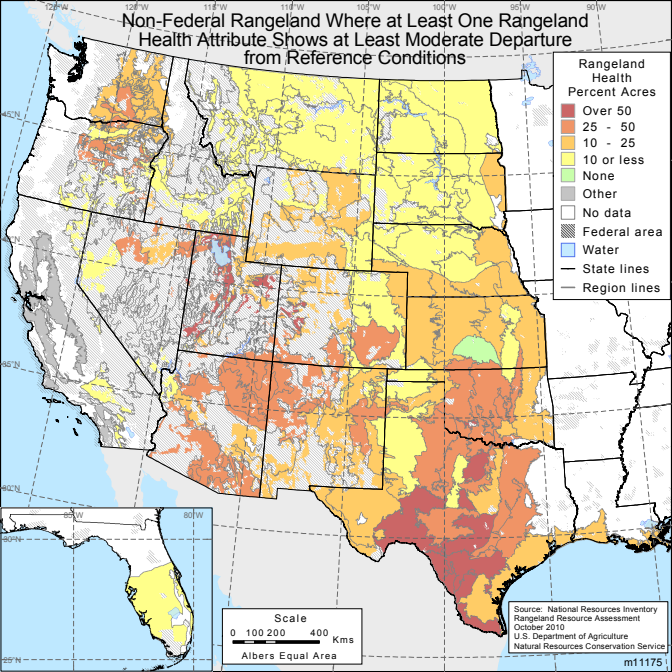 Non-Federal Rangeland Where at Least One Rangeland
Health Attribute Shows at Least Moderate Departure
from Reference Conditions
110°W
105°W
100°W
95°W
90°W
45°N
40°N
35°N
30°N
Rangeland
Health
Percent Acres
Over 50
25 - 50
10 - 25
10 or less
None
Other
No data
Federal area
Water
State lines
Region lines
85°W
80°W
30°N
25°N
Scale
0 100 200 400 Kms
Albers Equal Area
Source: National Resources Inventory
Rangeland Resource Assessment
October 2010
U.S. Department of Agriculture
Natural Resources Conservation Service
m11175